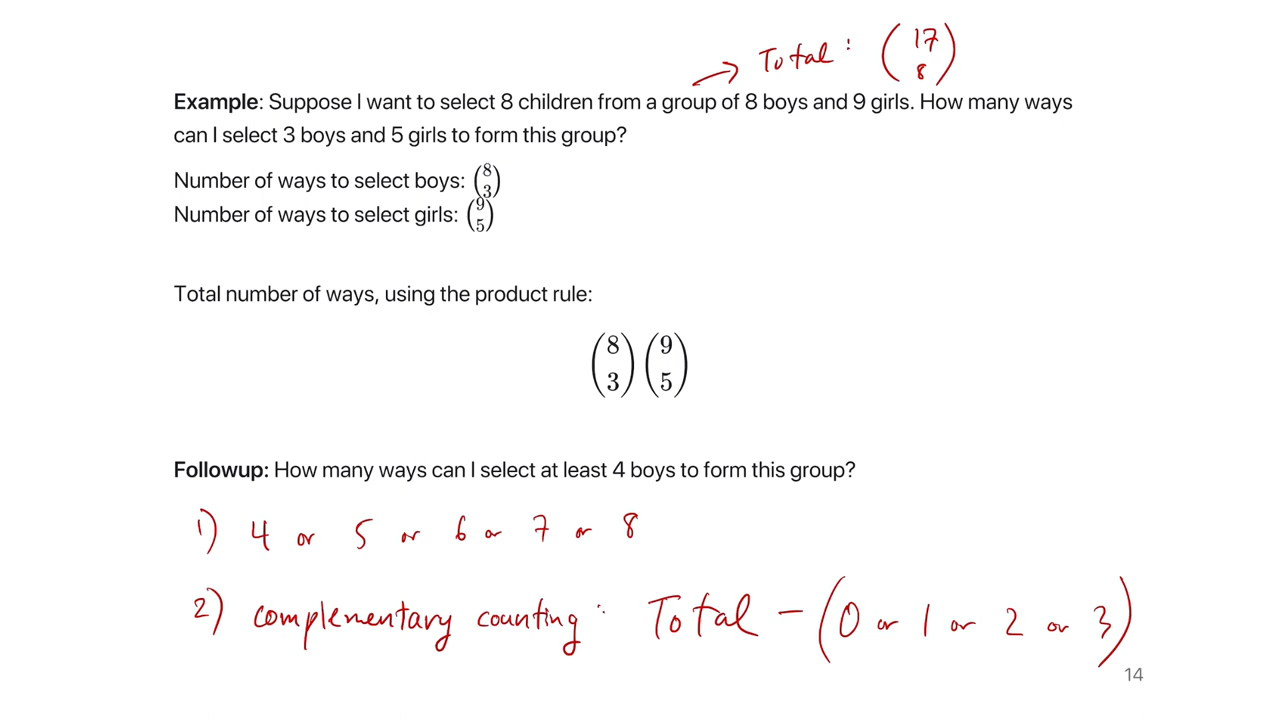 → Total : (17 8)
Example: Suppose I want to select 8 children from a group of 8 boys and 9 girls. How many ways
can I select 3 boys and 5 girls to form this group?
Number of ways to select boys: (8 3)
Number of ways to select girls: (9 5)
Total number of ways, using the product rule:
(8 3)(9 5)
Followup: How many ways can I select at least 4 boys to form this group?
1) 4 or 5 or 6 or 7 or 8
2) complementary counting : Total - (0 or 1 or 2 or 3)
14